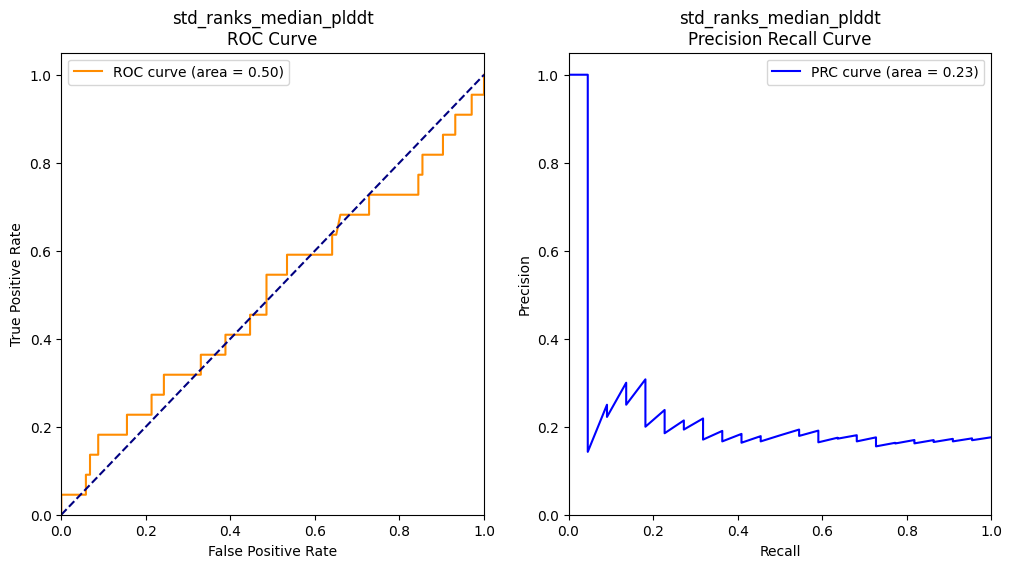 std_ranks_median_plddt
ROC Curve
ROC curve (area = 0.50)
1.0
0.8
0.6
0.4
0.2
0.0
True Positive Rate
0.0 0.2 0.4 0.6 0.8 1.0
False Positive Rate
std_ranks_median_plddt
Precision Recall Curve
PRC curve (area = 0.23)
1.0
0.8
0.6
0.4
0.2
0.0
Precision
0.0 0.2 0.4 0.6 0.8 1.0
Recall